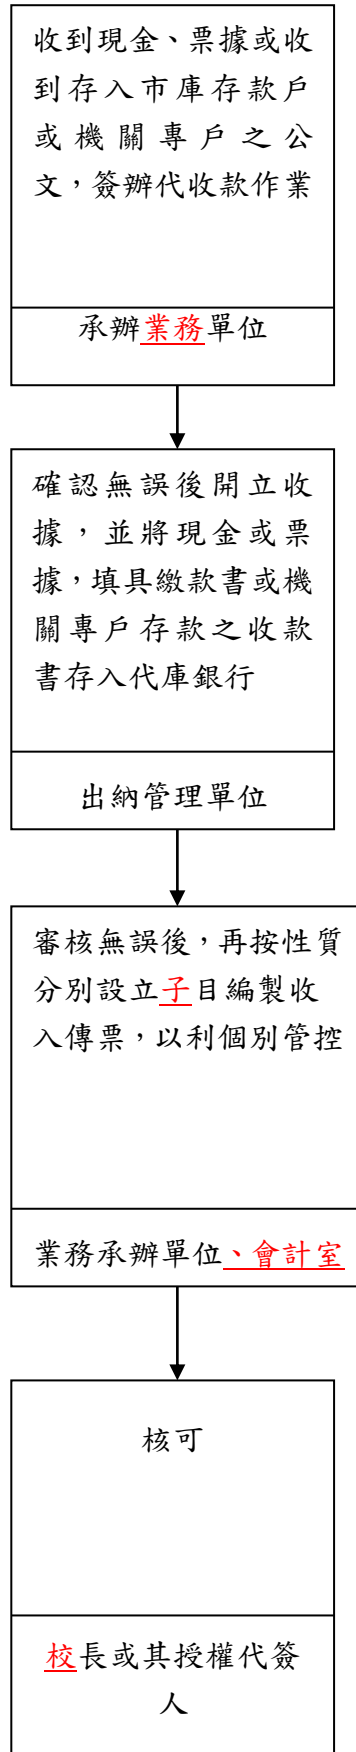 收到現金、票據或收
到存入市庫存款戶
或機關專戶之公
文，簽辦代收款作業
承辦業務單位
確認無誤後開立收
據，並將現金或票
據，填具繳款書或機
關專戶存款之收款
書存入代庫銀行
出納管理單位
審核無誤後，再按性質
分別設立子目編製收
入傳票，以利個別管控
業務承辦單位、會計室
核可
校長或其授權代簽
人